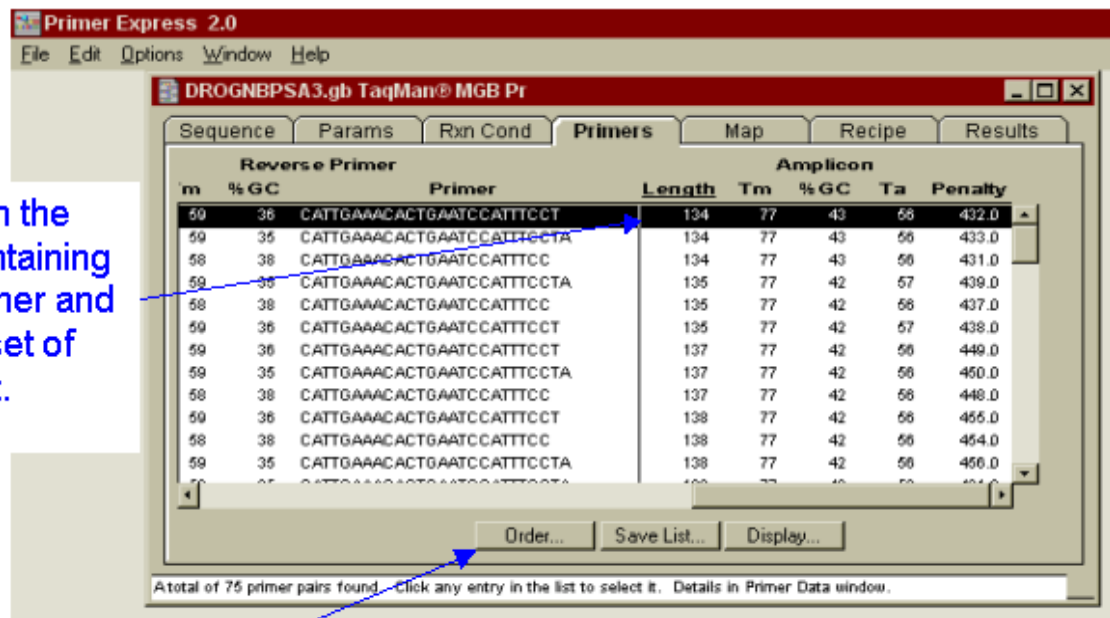 Primer Express 2.0
File Edit Options Window Help
DROGNBPSA3.gb TaqMan® MGB Pr
Sequence Params Rxn Cond Primers Map Recipe Results
Reverse Primer Amplicon
Tm %GC Primer Length Tm %GC Ta Penalty
59 36 CATTGAAACACTGAATCCATTTCCT 134 77 43 56 432.0
59 35 CATTGAAACACTGAATCCATTTCCTA 134 77 43 56 433.0
58 38 CATTGAAACACTGAATCCATTTCC 134 77 43 56 431.0
59 35 CATTGAAACACTGAATCCATTTCCTA 135 77 42 57 439.0
58 38 CATTGAAACACTGAATCCATTTCC 135 77 42 56 437.0
59 36 CATTGAAACACTGAATCCATTTCCT 135 77 42 57 438.0
59 36 CATTGAAACACTGAATCCATTTCCT 137 77 42 56 449.0
59 35 CATTGAAACACTGAATCCATTTCCTA 137 77 42 56 450.0
58 38 CATTGAAACACTGAATCCATTTCC 137 77 42 56 448.0
59 36 CATTGAAACACTGAATCCATTTCCT 138 77 42 56 455.0
58 38 CATTGAAACACTGAATCCATTTCC 138 77 42 56 454.0
59 35 CATTGAAACACTGAATCCATTTCCTA 138 77 42 56 456.0
n the
ntaining
ner and
set of
t.
Order... Save List... Display...
A total of 75 primer pairs found. Click any entry in the list to select it. Details in Primer Data window.